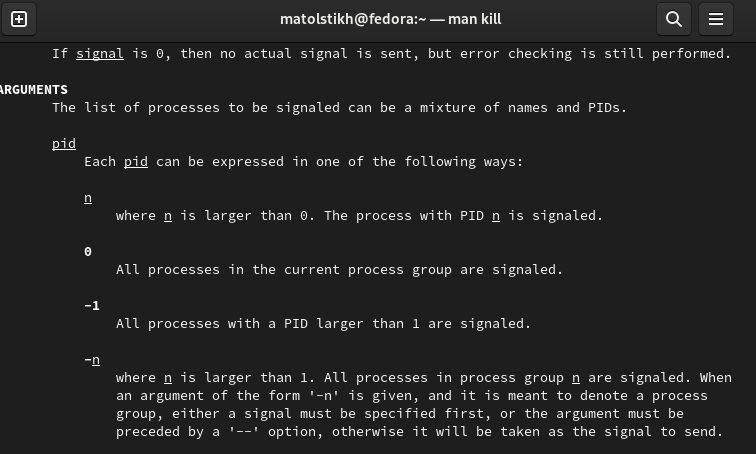 matolstikh@fedora:~ — man kill
If signal is 0, then no actual signal is sent, but error checking is still performed.
ARGUMENTS
The list of processes to be signaled can be a mixture of names and PIDs.
pid
Each pid can be expressed in one of the following ways:
n
where n is larger than 0. The process with PID n is signaled.
0
All processes in the current process group are signaled.
-1
All processes with a PID larger than 1 are signaled.
-n
where n is larger than 1. All processes in process group n are signaled. When
an argument of the form '-n' is given, and it is meant to denote a process
group, either a signal must be specified first, or the argument must be
preceded by a '--' option, otherwise it will be taken as the signal to send.